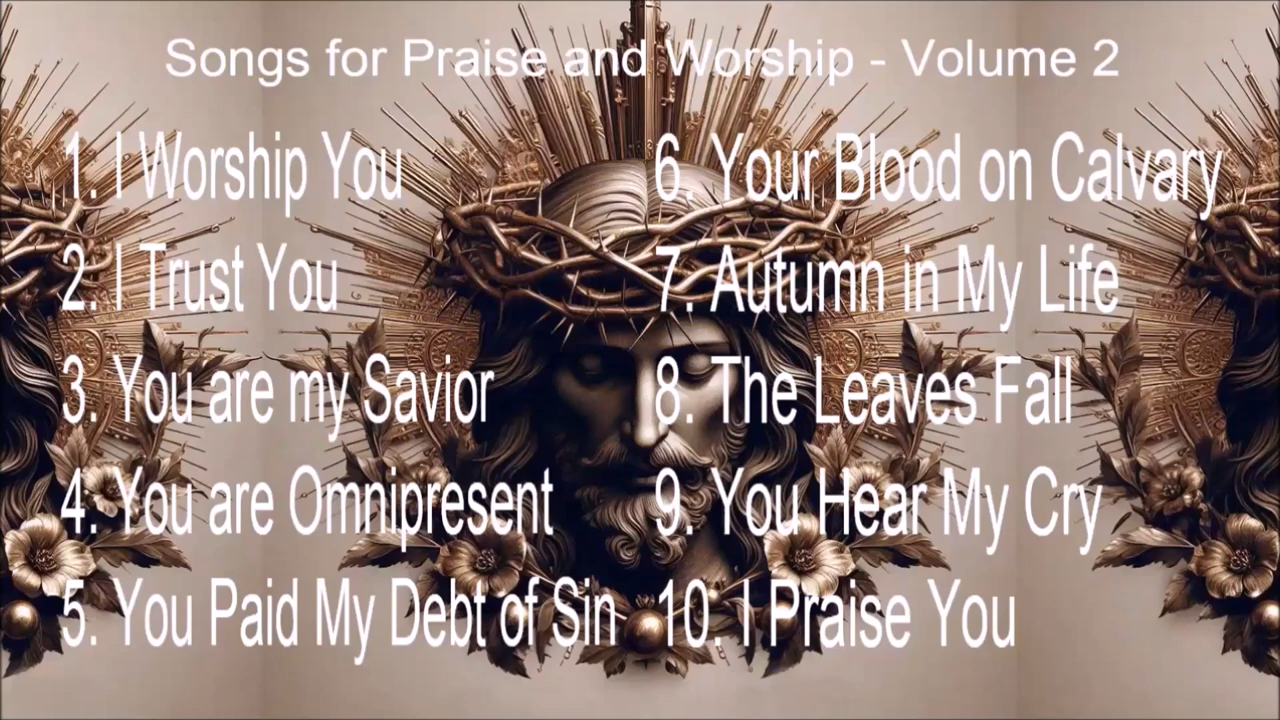 Songs for Praise and Worship - Volume 2
1. I Worship You
2. I Trust You
3. You are my Savior
4. You are Omnipresent
5. You Paid My Debt of Sin
6. Your Blood on Calvary
7. Autumn in My Life
8. The Leaves Fall
9. You Hear My Cry
10. I Praise You